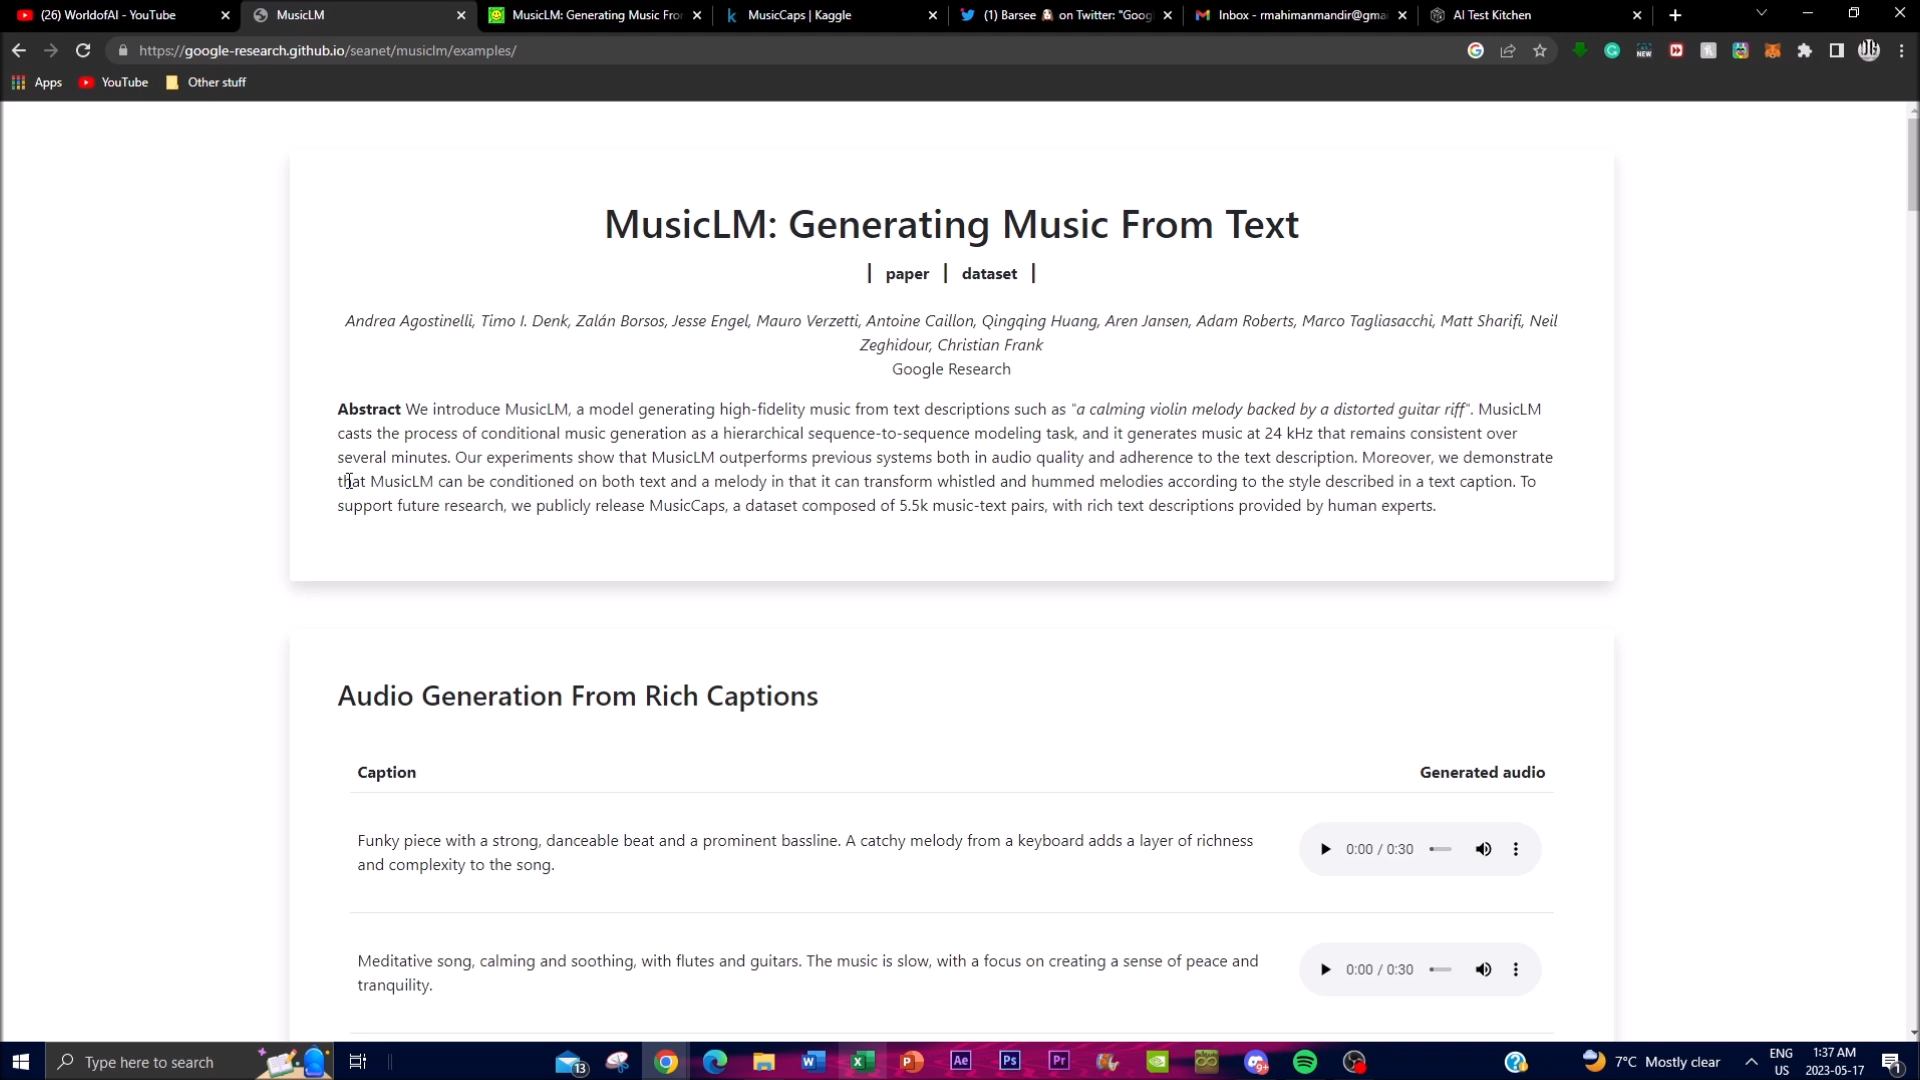 (26) WorldofAI - YouTube
MusicLM
MusicLM: Generating Music Fro
MusicCaps | Kaggle
(1) Barsee on Twitter: "Goog
Inbox - rmahimanmandir@gma
AI Test Kitchen
https://google-research.github.io/seanet/musiclm/examples/
NEW
Apps
YouTube
Other stuff
MusicLM: Generating Music From Text
| paper | dataset |
Andrea Agostinelli, Timo I. Denk, Zalán Borsos, Jesse Engel, Mauro Verzetti, Antoine Caillon, Qingqing Huang, Aren Jansen, Adam Roberts, Marco Tagliasacchi, Matt Sharifi, Neil
Zeghidour, Christian Frank
Google Research
Abstract We introduce MusicLM, a model generating high-fidelity music from text descriptions such as "a calming violin melody backed by a distorted guitar riff". MusicLM
casts the process of conditional music generation as a hierarchical sequence-to-sequence modeling task, and it generates music at 24 kHz that remains consistent over
several minutes. Our experiments show that MusicLM outperforms previous systems both in audio quality and adherence to the text description. Moreover, we demonstrate
that MusicLM can be conditioned on both text and a melody in that it can transform whistled and hummed melodies according to the style described in a text caption. To
support future research, we publicly release MusicCaps, a dataset composed of 5.5k music-text pairs, with rich text descriptions provided by human experts.
Audio Generation From Rich Captions
Caption
Generated audio
Funky piece with a strong, danceable beat and a prominent bassline. A catchy melody from a keyboard adds a layer of richness
and complexity to the song.
0:00 / 0:30
Meditative song, calming and soothing, with flutes and guitars. The music is slow, with a focus on creating a sense of peace and
tranquility.
0:00 / 0:30
Type here to search
13
Ae
Ps
Pr
9+
7°C Mostly clear
ENG
US
1:37 AM
2023-05-17
1